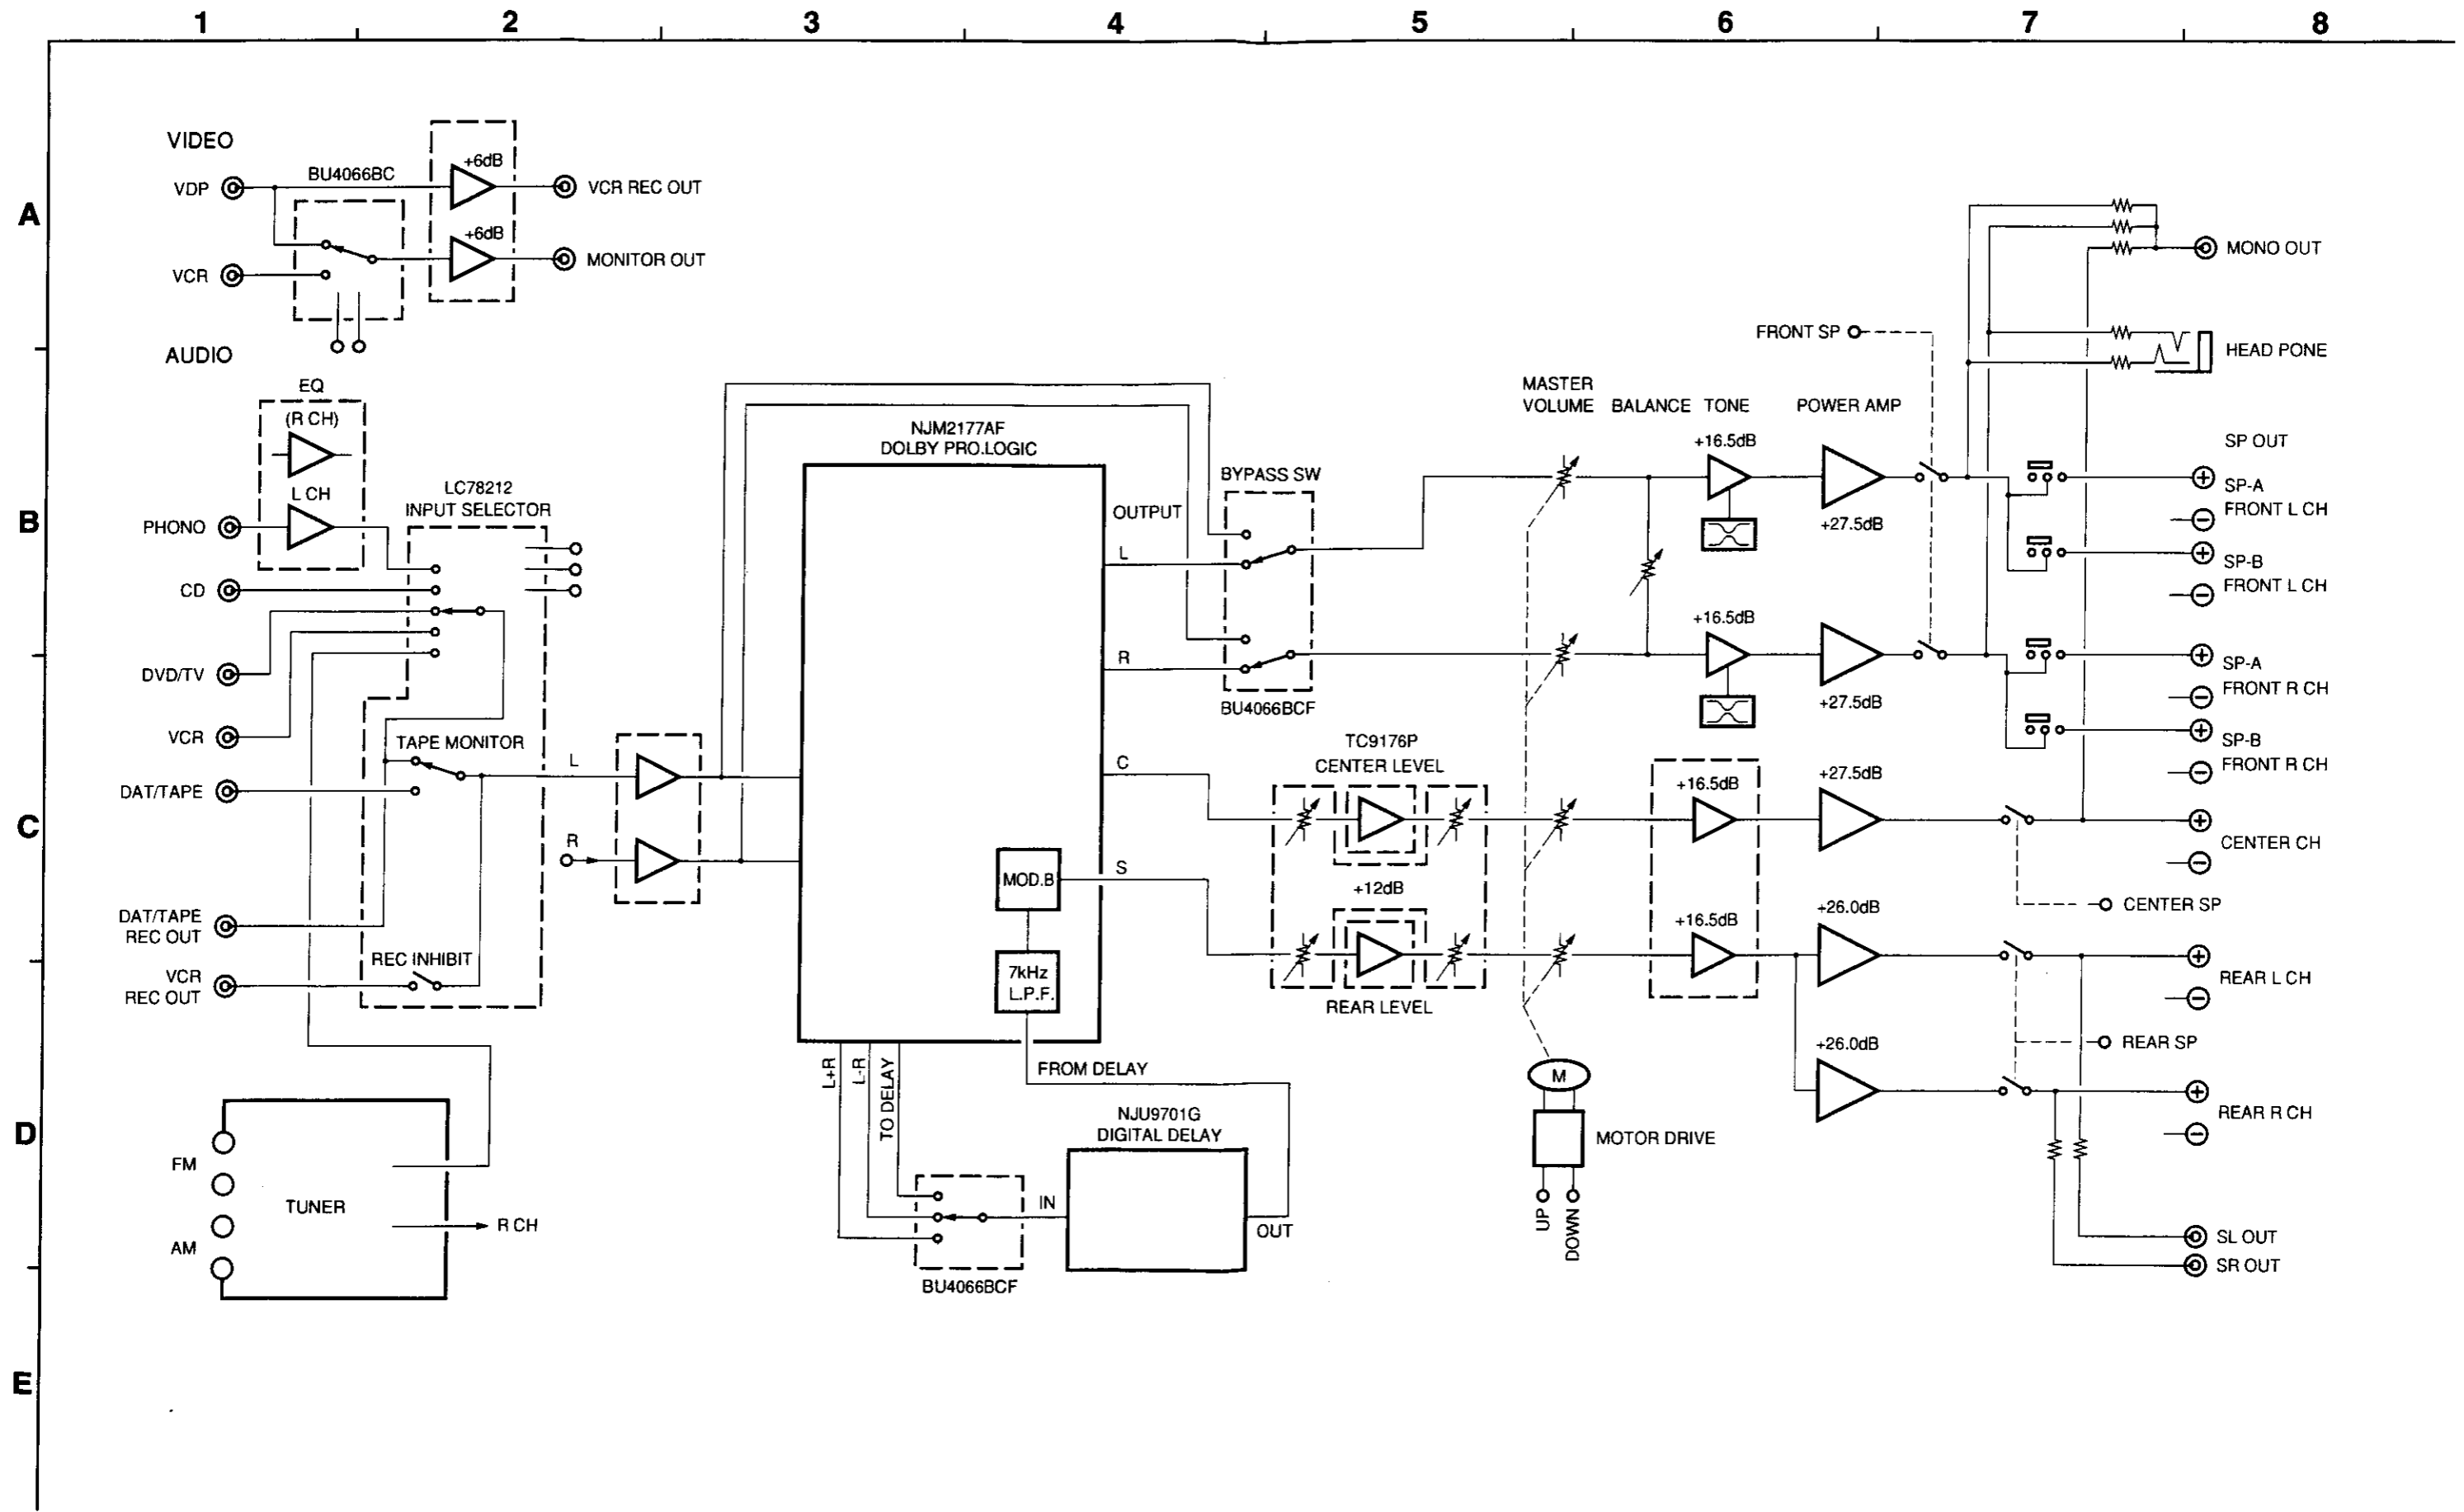 1 2 3 4 5 6 7 8
A
B
C
D
E
VIDEO
VDP
BU4066BC
+6dB
VCR REC OUT
+6dB
MONITOR OUT
VCR
AUDIO
EQ
(R CH)
L CH
PHONO
LC78212
INPUT SELECTOR
CD
DVD/TV
VCR
TAPE MONITOR
DAT/TAPE
L
R
DAT/TAPE
REC OUT
REC INHIBIT
VCR
REC OUT
FM
AM
TUNER
R CH
NJM2177AF
DOLBY PRO.LOGIC
MOD.B
7kHz
L.P.F.
L+R
L-R
TO DELAY
FROM DELAY
NJU9701G
DIGITAL DELAY
IN
OUT
BU4066BCF
OUTPUT
L
R
C
S
BYPASS SW
BU4066BCF
TC9176P
CENTER LEVEL
+12dB
REAR LEVEL
MASTER
VOLUME
BALANCE
TONE
POWER AMP
+16.5dB
+27.5dB
+16.5dB
+27.5dB
+16.5dB
+27.5dB
+16.5dB
+26.0dB
+26.0dB
M
MOTOR DRIVE
UP
DOWN
FRONT SP
MONO OUT
HEAD PONE
SP OUT
SP-A
FRONT L CH
SP-B
FRONT L CH
SP-A
FRONT R CH
SP-B
FRONT R CH
CENTER CH
CENTER SP
REAR L CH
REAR SP
REAR R CH
SL OUT
SR OUT